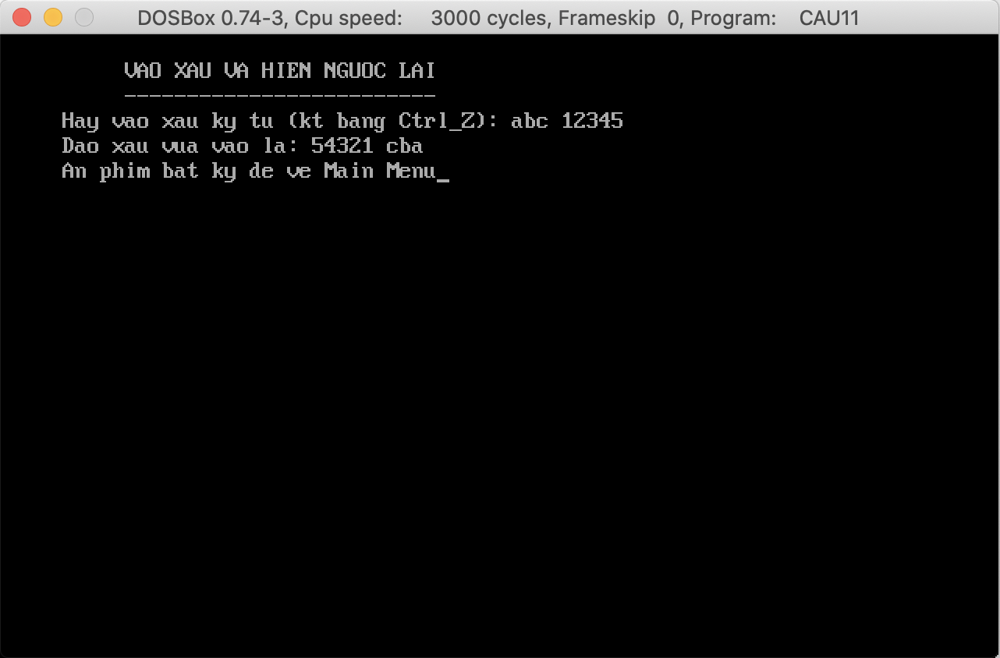 DOSBox 0.74-3, Cpu speed: 3000 cycles, Frameskip 0, Program: CAU11
VAO XAU VA HIEN NGUOC LAI
-------------------------
Hay vao xau ky tu (kt bang Ctrl_Z): abc 12345
Dao xau vua vao la: 54321 cba
An phim bat ky de ve Main Menu_